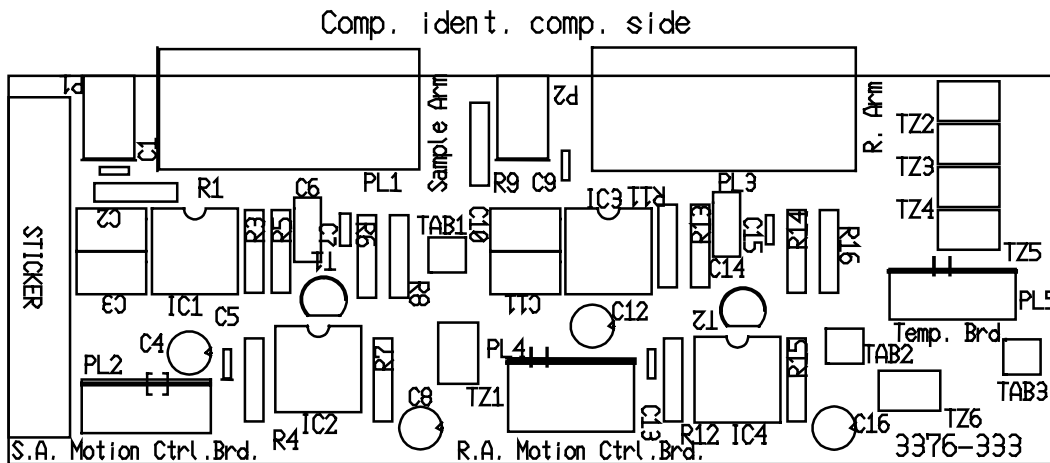 Comp. ident. comp. side
P1
Sample Arm
P2
R. Arm
TZ2
C1
R1
PL1
R9
C9
PL3
TZ3
C2
C6
C7
C10
IC3
R11
R13
C15
R14
R16
TZ4
R3
R5
R6
TAB1
TZ5
STICKER
C3
IC1
T1
R8
C11
C14
PL5
C5
C12
T2
Temp. Brd.
C4
R7
PL4
R15
TAB2
PL2
TZ1
TAB3
R4
IC2
C8
C13
R12
IC4
C16
TZ6
S.A. Motion Ctrl.Brd.
R.A. Motion Ctrl.Brd.
3376-333